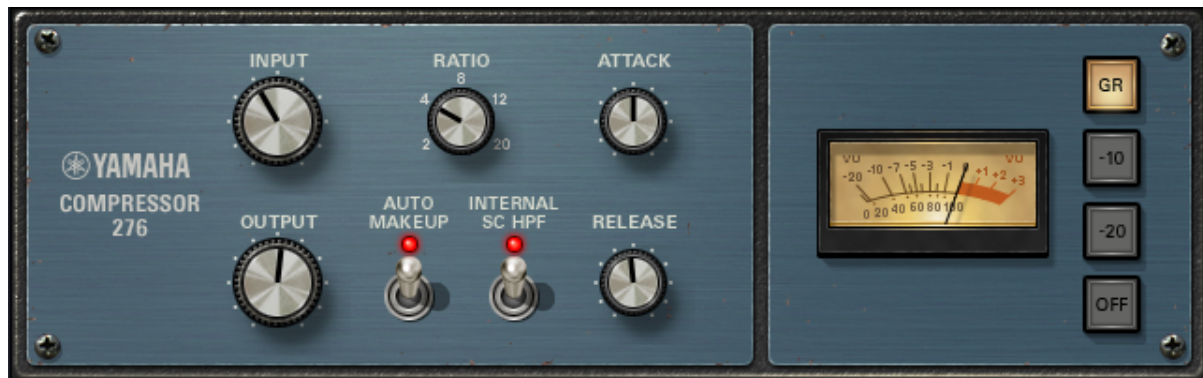 INPUT
RATIO
ATTACK
2 4 8 12 20
YAMAHA
COMPRESSOR
276
OUTPUT
AUTO
MAKEUP
INTERNAL
SC HPF
RELEASE
VU VU
-20 -10 -7 -5 -3 -1 0 +1 +2 +3
0 20 40 60 80 100
GR
-10
-20
OFF